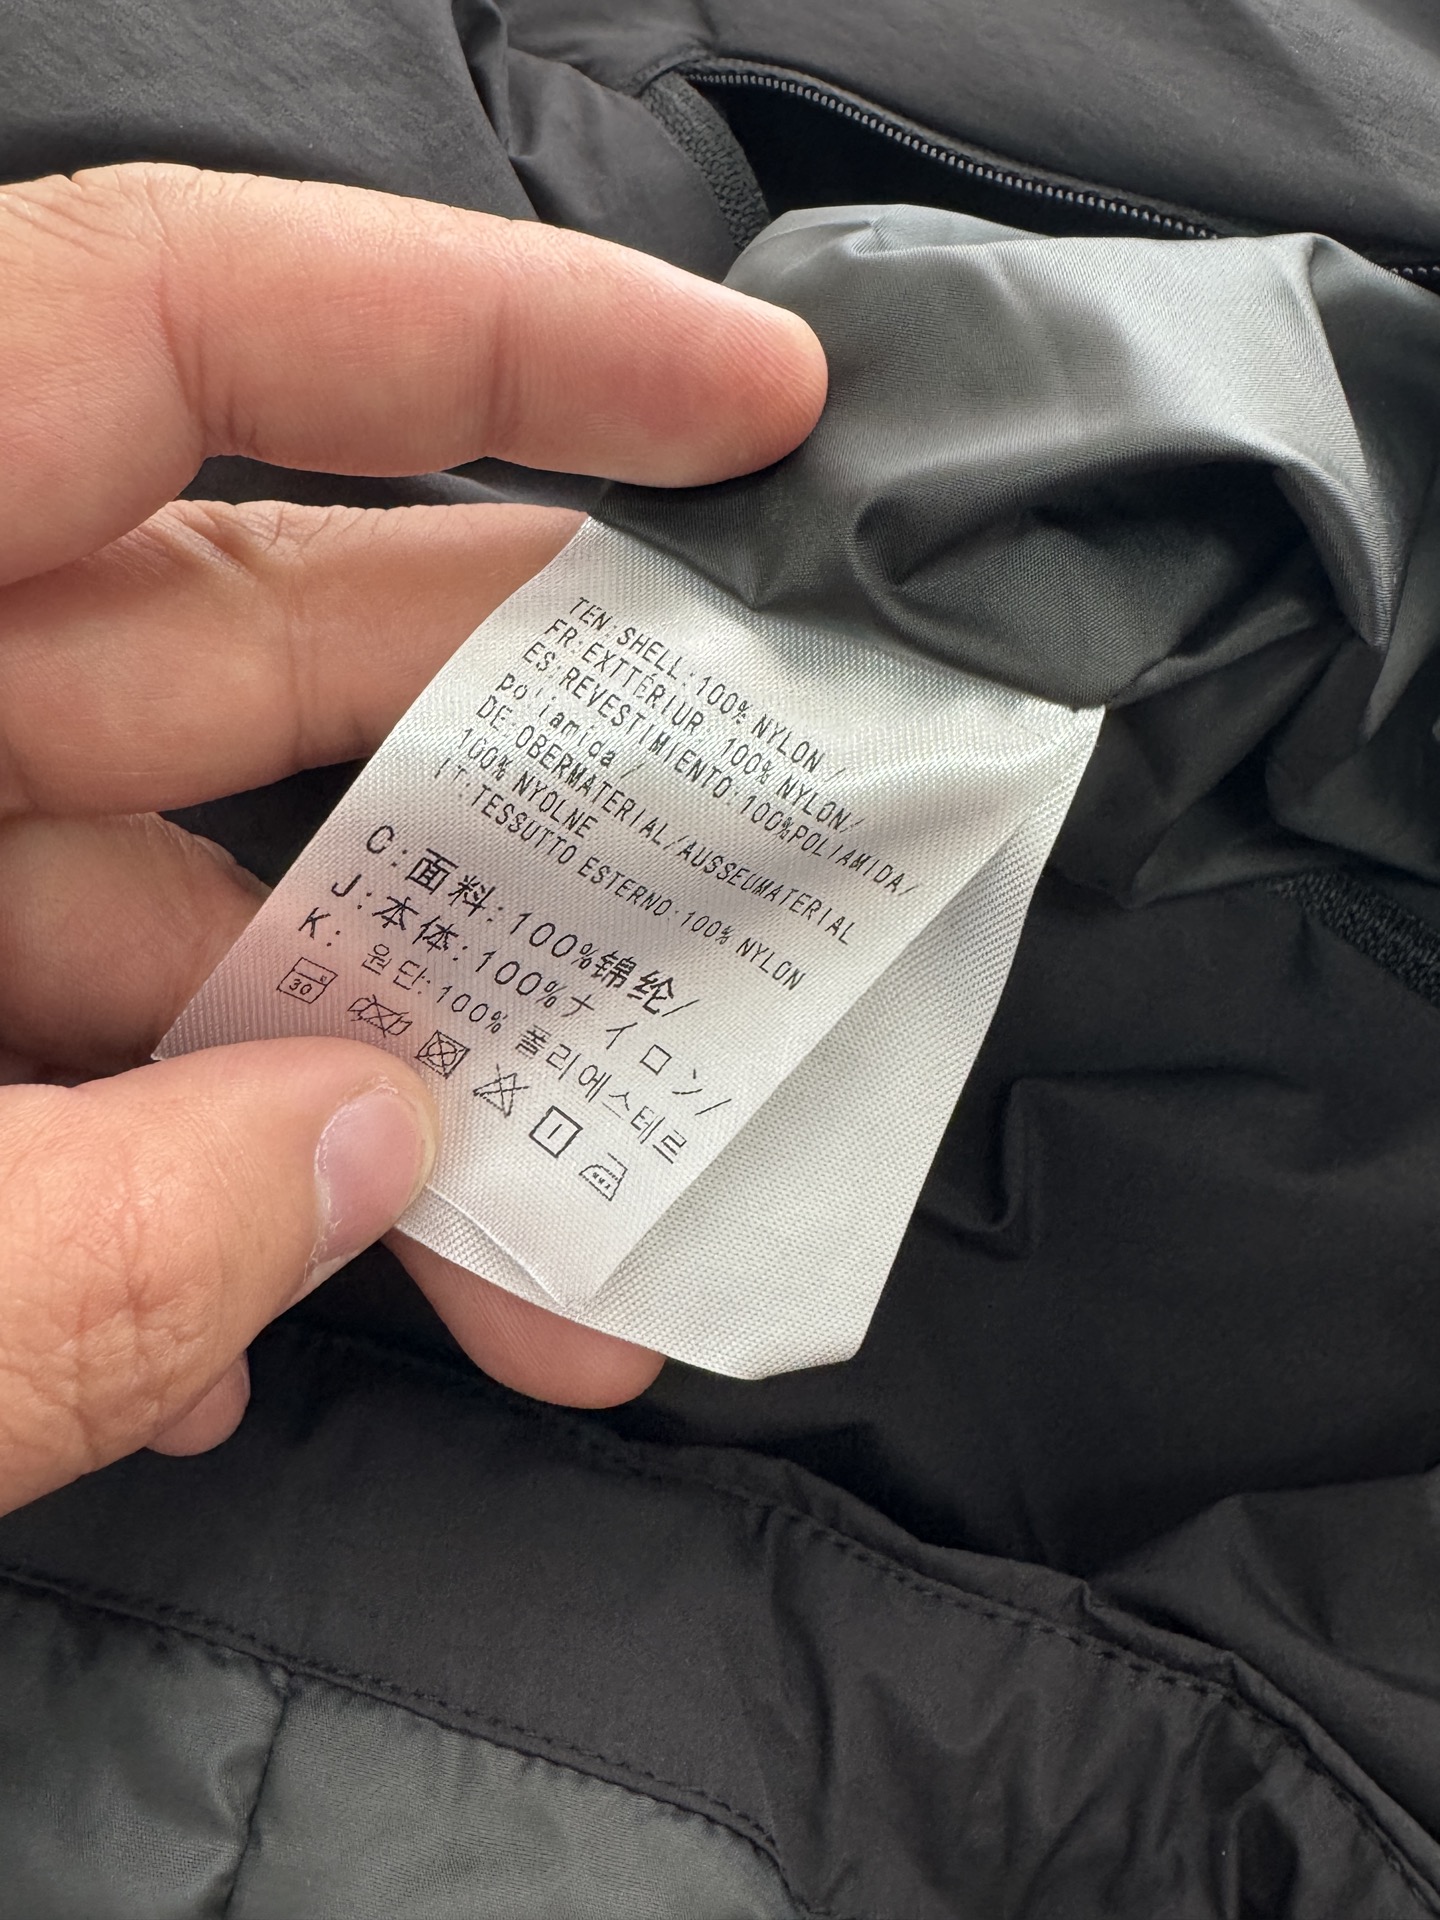 TEN:SHELL:100% NYLON /
FR:EXTTÉRIUR: 100% NYLON/
ES:REVESTIMIENTO:100%POLIAMIDA/
poliamida /
DE:OBERMATERIAL/AUSSEUMATERIAL
100% NYOLNE
IT:TESSUTO ESTERNO:100% NYLON
C:面料:100%锦纶/
J:本体:100%ナイロン/
K: 원단:100% 폴리에스테르
30